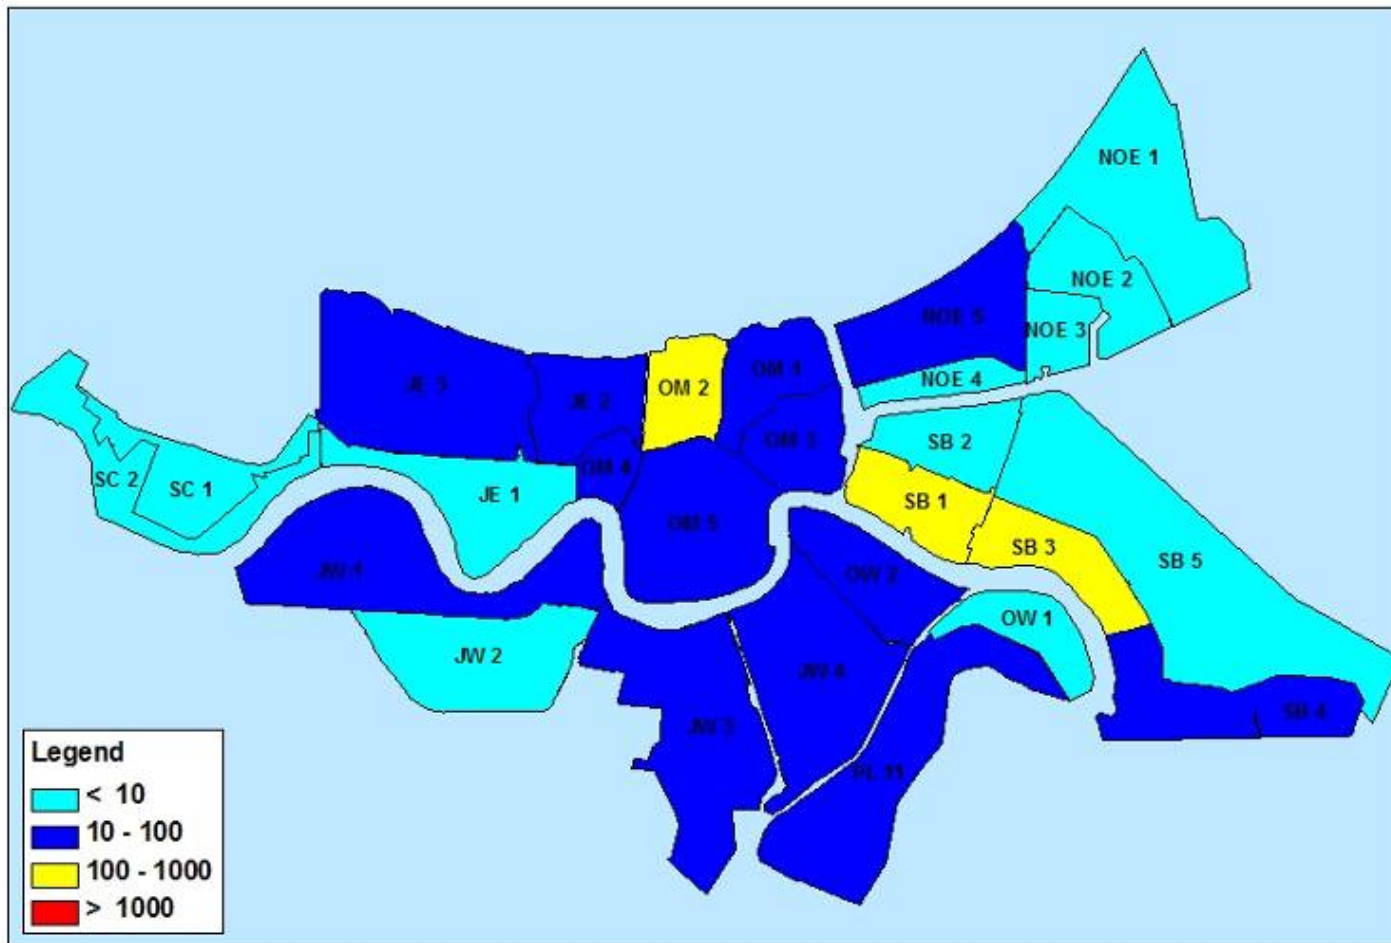 NOE 1
NOE 2
NOE 5
NOE 3
OM 1
NOE 4
JE 3
JE 2
OM 2
OM 3
SB 2
OM 4
SC 2
SC 1
JE 1
SB 1
OM 5
SB 3
SB 5
JW 1
OW 2
OW 1
JW 2
JW 4
JW 3
SB 4
PL 11
Legend
< 10
10 - 100
100 - 1000
> 1000